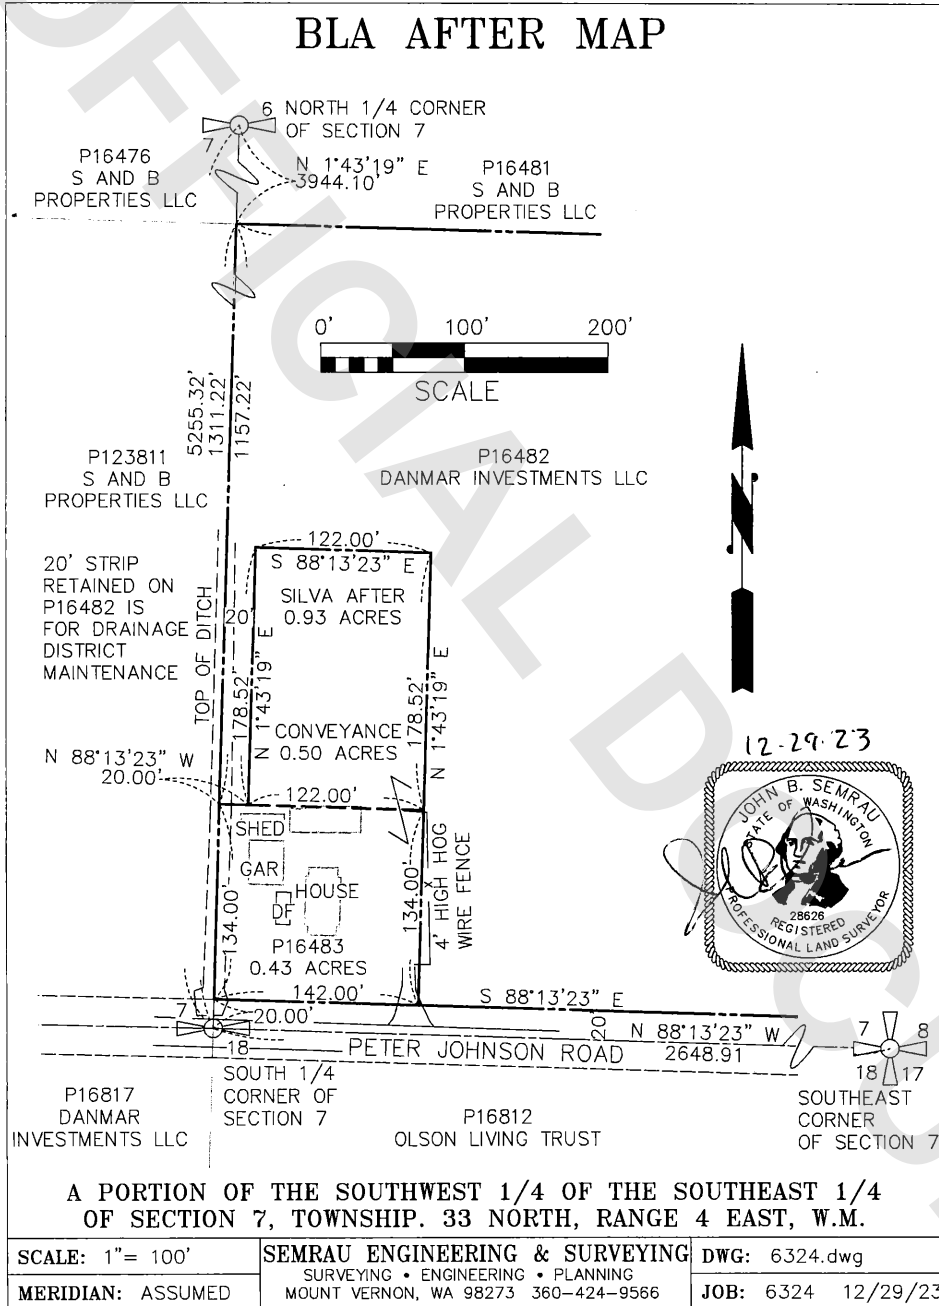 BLA AFTER MAP
6 NORTH 1/4 CORNER
OF SECTION 7
7
N 1°43'19" E
3944.10'
P16476
S AND B
PROPERTIES LLC
P16481
S AND B
PROPERTIES LLC
0' 100' 200'
SCALE
5255.32'
1311.22'
1157.22'
P123811
S AND B
PROPERTIES LLC
P16482
DANMAR INVESTMENTS LLC
20' STRIP
RETAINED ON
P16482 IS
FOR DRAINAGE
DISTRICT
MAINTENANCE
TOP OF DITCH
122.00'
S 88°13'23" E
SILVA AFTER
0.93 ACRES
20'
178.52'
N 1°43'19" E
178.52'
N 1°43'19" E
CONVEYANCE
0.50 ACRES
N 88°13'23" W
20.00'
122.00'
SHED
GAR
HOUSE
DF
134.00'
134.00'
4' HIGH HOG
WIRE FENCE
X
P16483
0.43 ACRES
142.00'
S 88°13'23" E
20.00'
7
18
20
N 88°13'23" W
2648.91
PETER JOHNSON ROAD
7 8
18 17
SOUTH 1/4
CORNER OF
SECTION 7
SOUTHEAST
CORNER
OF SECTION 7
P16817
DANMAR
INVESTMENTS LLC
P16812
OLSON LIVING TRUST
12-29-23
JOHN B. SEMRAU
STATE OF WASHINGTON
28626
REGISTERED
PROFESSIONAL LAND SURVEYOR
A PORTION OF THE SOUTHWEST 1/4 OF THE SOUTHEAST 1/4
OF SECTION 7, TOWNSHIP. 33 NORTH, RANGE 4 EAST, W.M.
SCALE: 1"= 100'
MERIDIAN: ASSUMED
SEMRAU ENGINEERING & SURVEYING
SURVEYING • ENGINEERING • PLANNING
MOUNT VERNON, WA 98273 360-424-9566
DWG: 6324.dwg
JOB: 6324 12/29/23
OFFICIAL DOCU